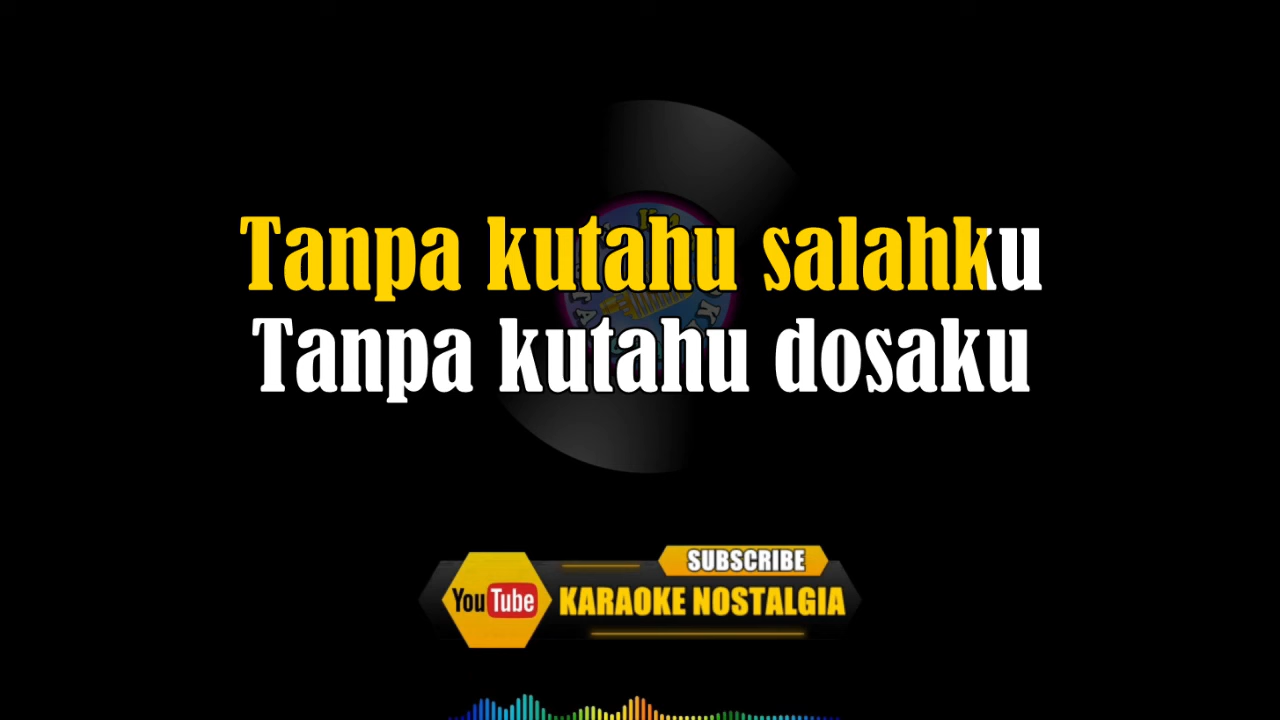 Tanpa kutahu salahku
Tanpa kutahu dosaku
SUBSCRIBE
YouTube
KARAOKE NOSTALGIA